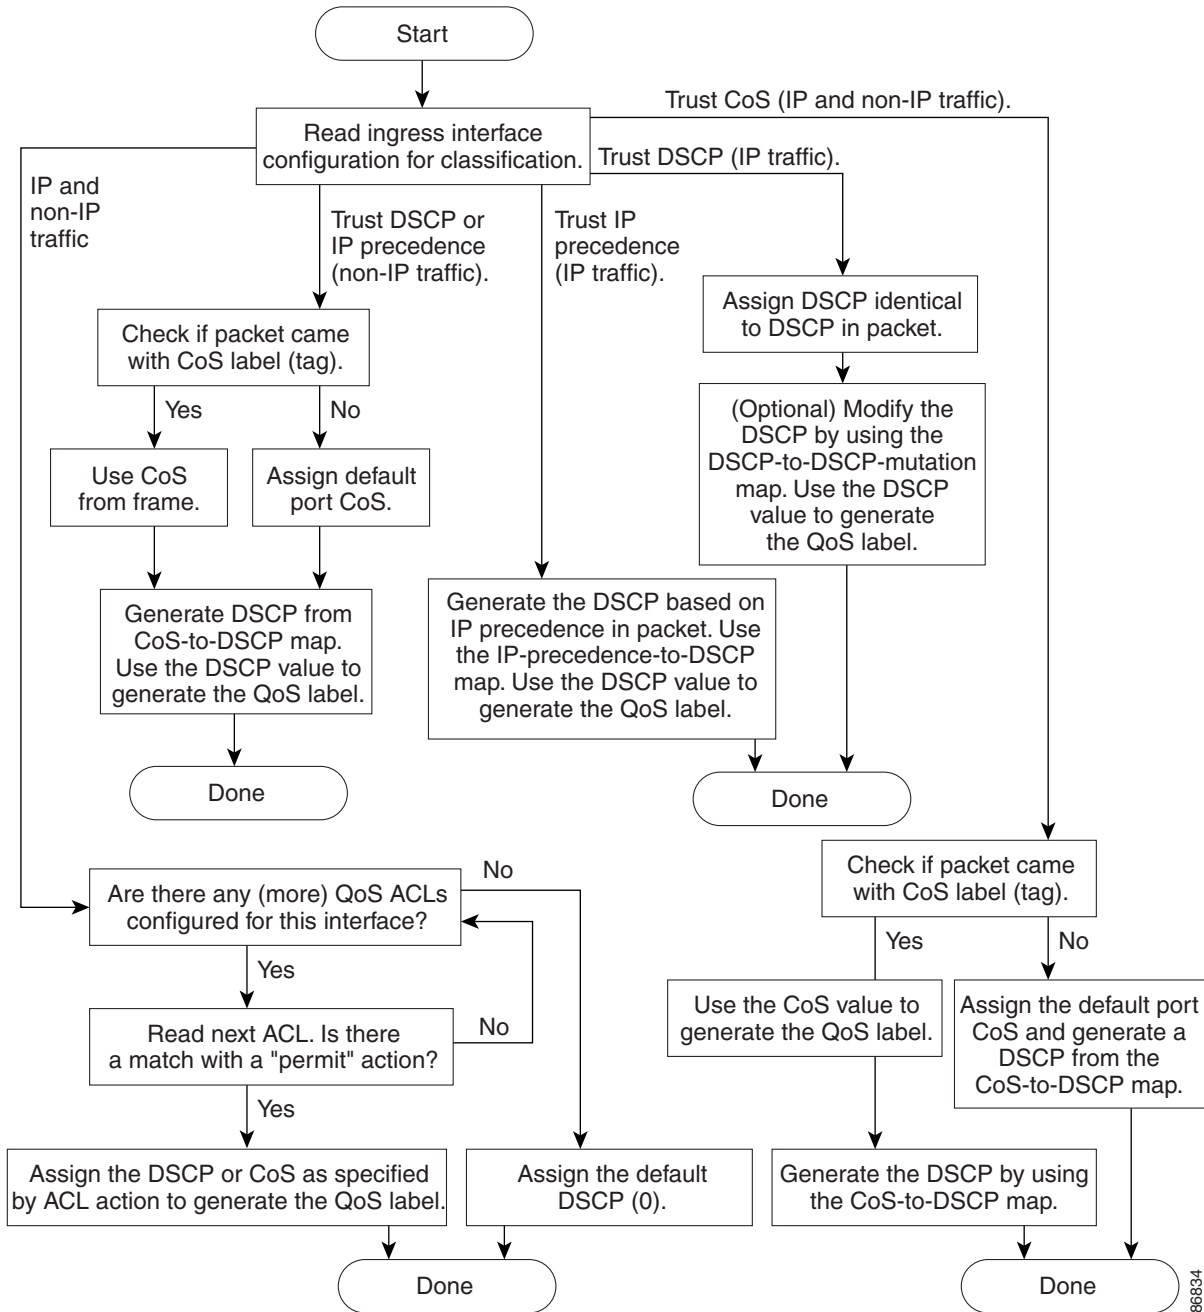 Start
Trust CoS (IP and non-IP traffic).
Read ingress interface
configuration for classification.
Trust DSCP (IP traffic).
IP and
non-IP
traffic
Trust DSCP or
IP precedence
(non-IP traffic).
Trust IP
precedence
(IP traffic).
Assign DSCP identical
to DSCP in packet.
Check if packet came
with CoS label (tag).
Yes
No
(Optional) Modify the
DSCP by using the
DSCP-to-DSCP-mutation
map. Use the DSCP
value to generate
the QoS label.
Use CoS
from frame.
Assign default
port CoS.
Generate DSCP from
CoS-to-DSCP map.
Use the DSCP value to
generate the QoS label.
Generate the DSCP based on
IP precedence in packet. Use
the IP-precedence-to-DSCP
map. Use the DSCP value to
generate the QoS label.
Done
Done
Are there any (more) QoS ACLs
configured for this interface?
No
Check if packet came
with CoS label (tag).
Yes
Yes
No
Read next ACL. Is there
a match with a "permit" action?
No
Use the CoS value to
generate the QoS label.
Assign the default port
CoS and generate a
DSCP from the
CoS-to-DSCP map.
Yes
Assign the DSCP or CoS as specified
by ACL action to generate the QoS label.
Assign the default
DSCP (0).
Generate the DSCP by using
the CoS-to-DSCP map.
Done
Done
86834